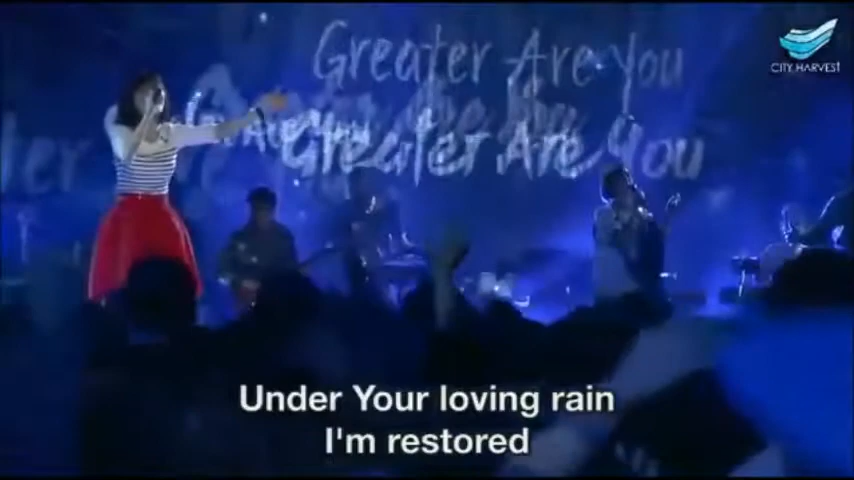 Greater Are You
CITY HARVEST
Greater Are You
Under Your loving rain
I'm restored